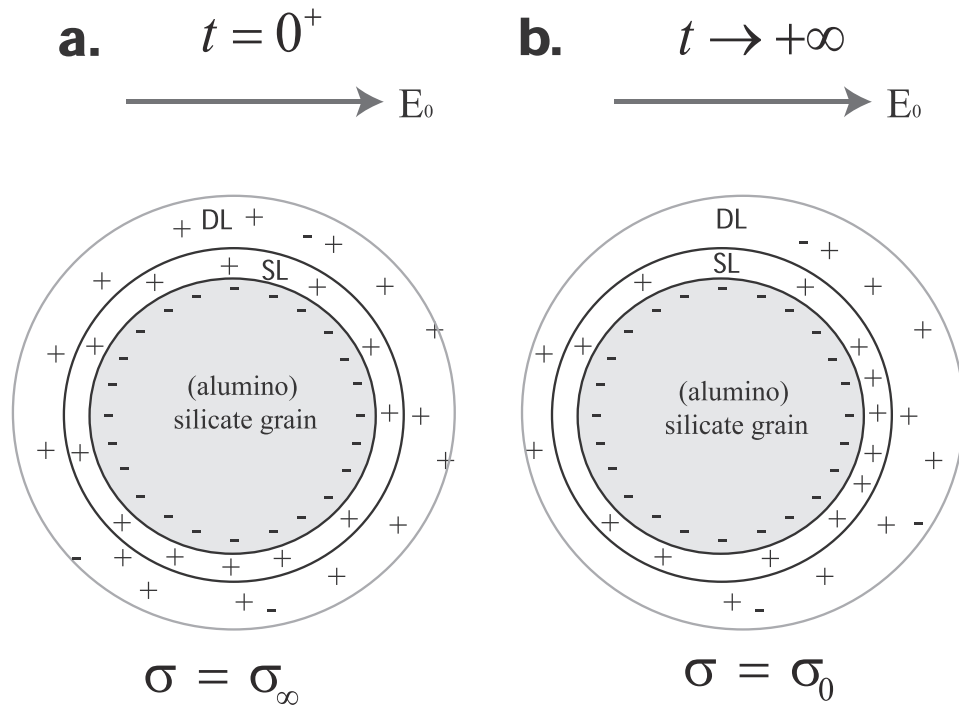 a.
t = 0⁺
E₀
DL
SL
(alumino)
silicate grain
σ = σ∞
b.
t → +∞
E₀
DL
SL
(alumino)
silicate grain
σ = σ₀